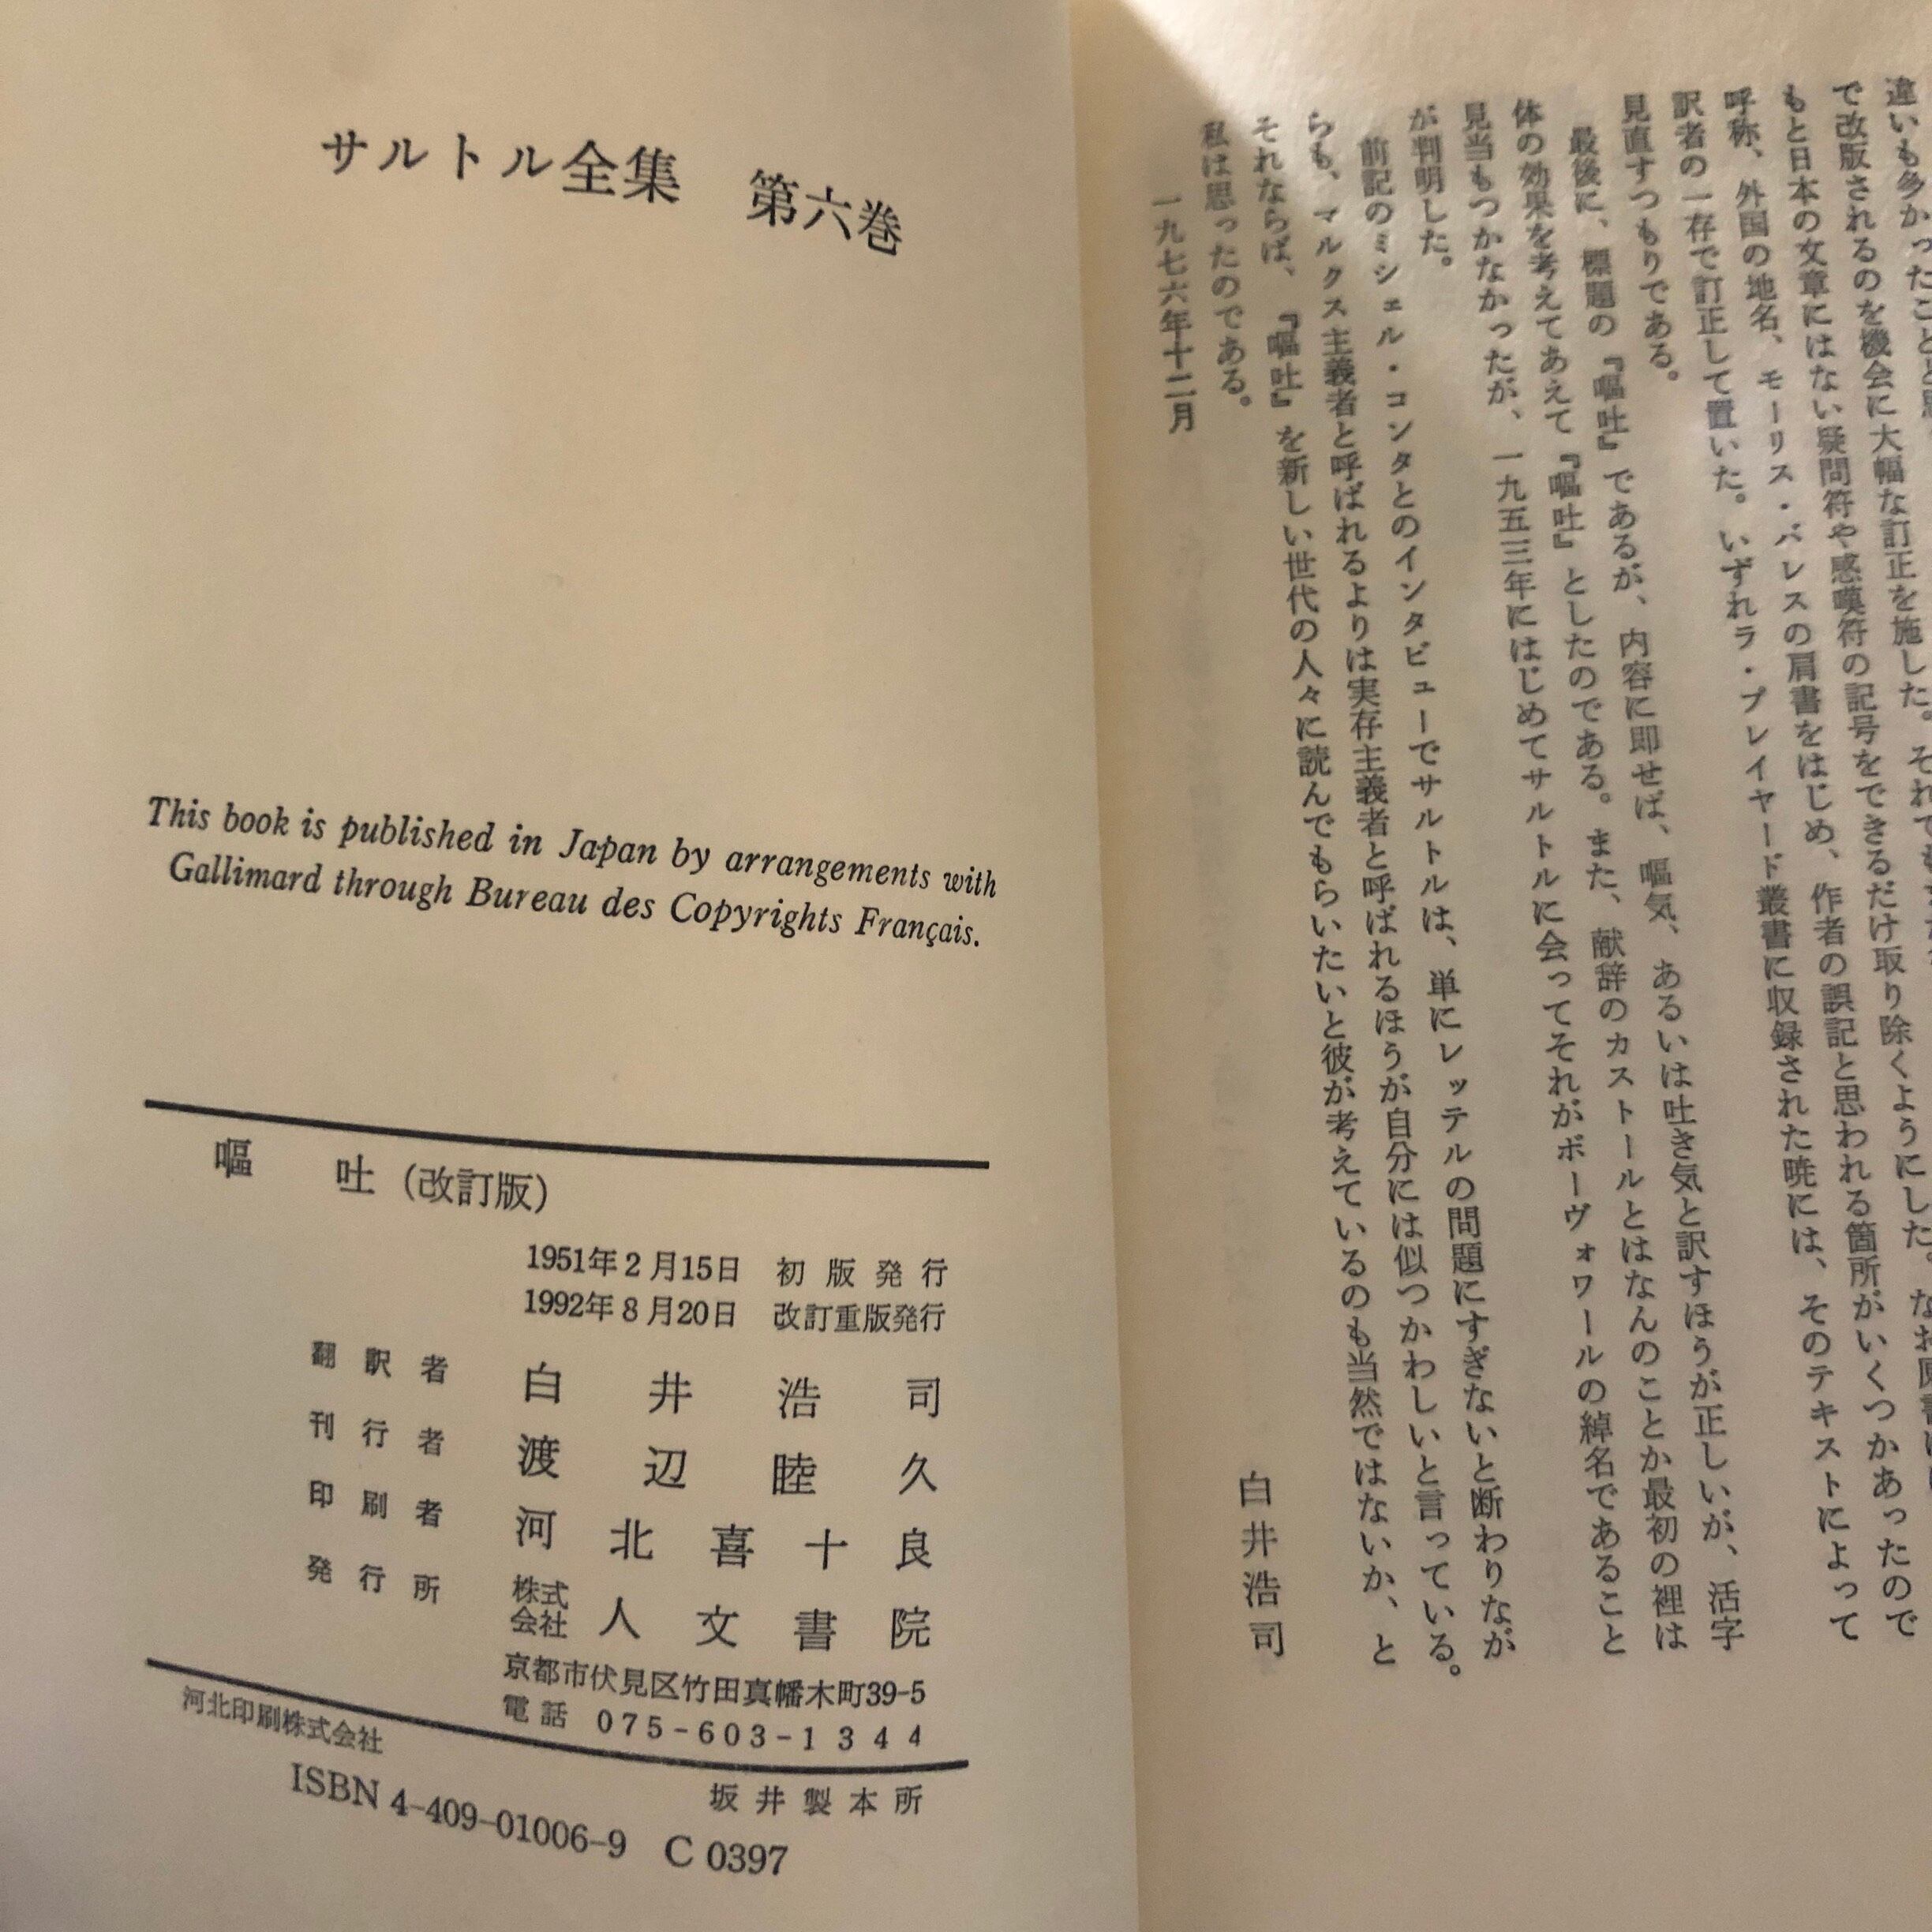 違いも多かったことと思
で改版されるのを機会に大幅な訂正を施した。それでも
もと日本の文章にはない疑問符や感嘆符の記号をできるだけ取り除くようにした。なお原書
呼称、外国の地名、モーリス・バレスの肩書をはじめ、作者の誤記と思われる箇所がいくつかあったので
訳者の一存で訂正して置いた。いずれラ・プレイヤード叢書に収録された暁には、そのテキストによって
見直すつもりである。
最後に、標題の『嘔吐』であるが、内容に即せば、嘔気、あるいは吐き気と訳すほうが正しいが、活字
体の効果を考えてあえて『嘔吐』としたのである。また、献辞のカストールとはなんのことか最初の裡は
見当もつかなかったが、一九五三年にはじめてサルトルに会ってそれがボーヴォワールの綽名であること
が判明した。
前記のミシェル・コンタとのインタビューでサルトルは、単にレッテルの問題にすぎないと断わりなが
らも、マルクス主義者と呼ばれるよりは実存主義者と呼ばれるほうが自分には似つかわしいと言っている。
それならば、『嘔吐』を新しい世代の人々に読んでもらいたいと彼が考えているのも当然ではないか、と
私は思ったのである。
一九七六年十二月
白井浩司
サルトル全集 第六巻
This book is published in Japan by arrangements with
Gallimard through Bureau des Copyrights Français.
嘔 吐（改訂版）
1951年2月15日 初版発行
1992年8月20日 改訂重版発行
翻訳者 白井浩司
刊行者 渡辺睦久
印刷者 河北喜十良
発行所 株式会社 人文書院
京都市伏見区竹田真幡木町39-5
電話 075-603-1344
河北印刷株式会社
坂井製本所
ISBN 4-409-01006-9 C 0397